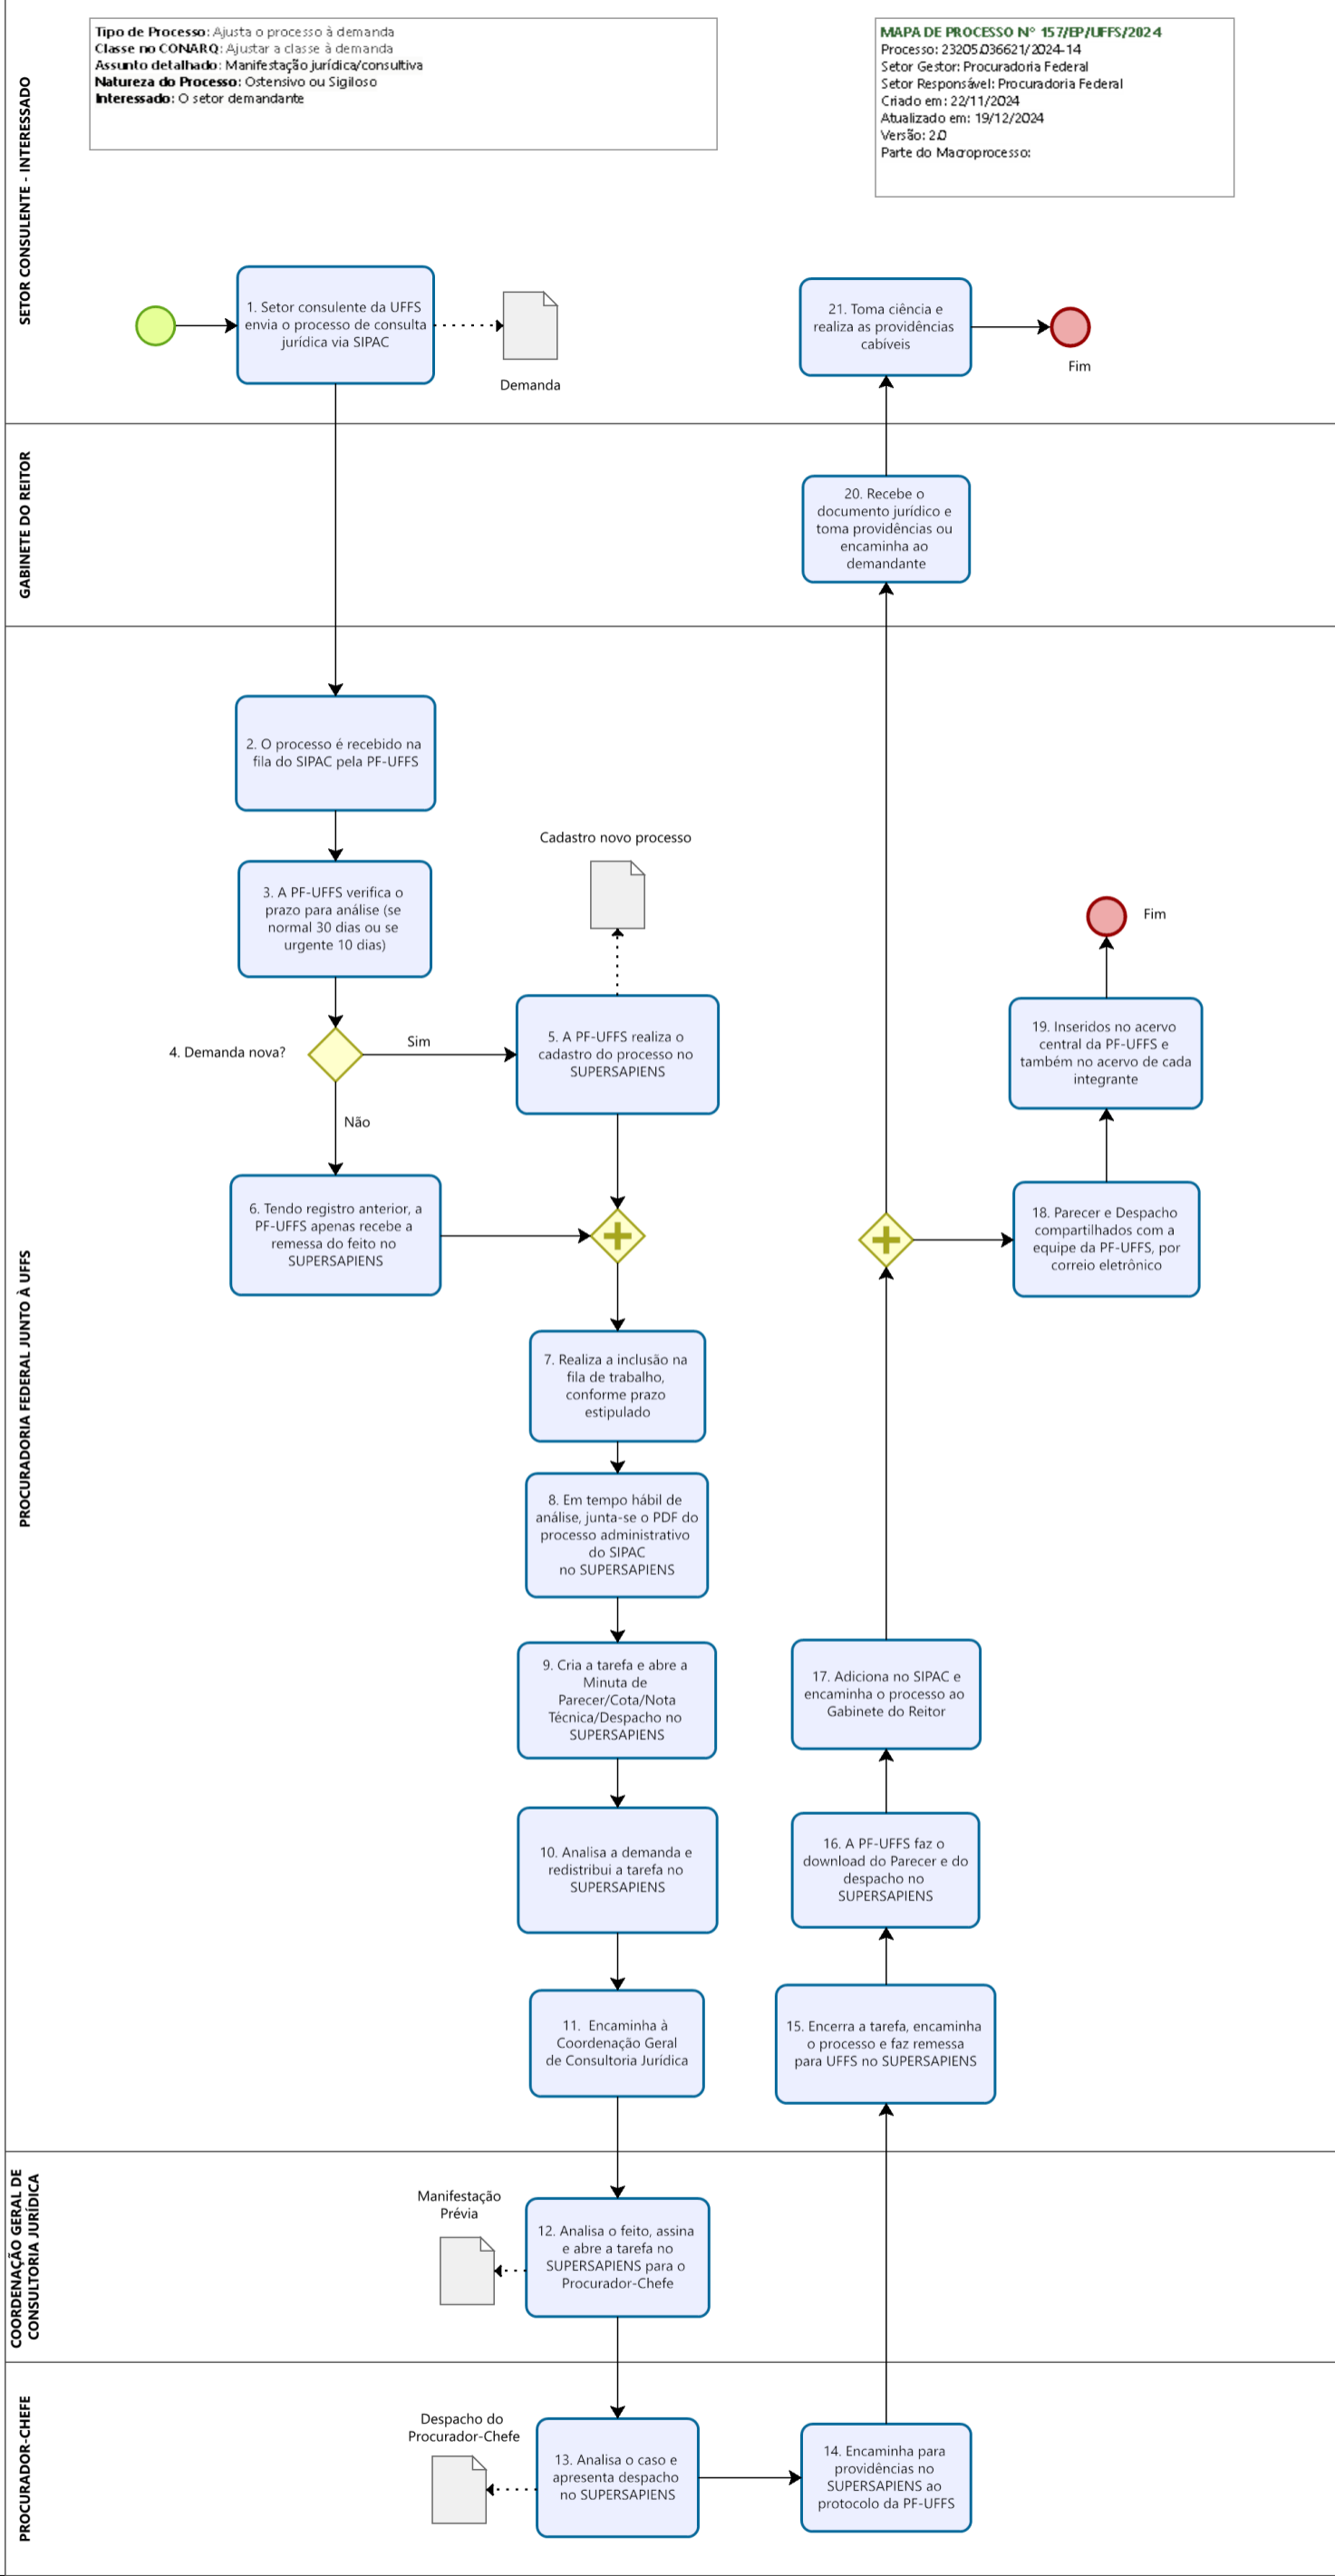 SETOR CONSULENTE - INTERESSADO
Tipo de Processo: Ajusta o processo à demanda
Classe no CONARQ: Ajustar a classe à demanda
Assunto detalhado: Manifestação jurídica/consultiva
Natureza do Processo: Ostensivo ou Sigiloso
Interessado: O setor demandante
MAPA DE PROCESSO Nº 157/EP/UFFS/2024
Processo: 23205.036621/2024-14
Setor Gestor: Procuradoria Federal
Setor Responsável: Procuradoria Federal
Criado em: 22/11/2024
Atualizado em: 19/12/2024
Versão: 2.0
Parte do Macroprocesso:
1. Setor consulente da UFFS
envia o processo de consulta
jurídica via SIPAC
Demanda
21. Toma ciência e
realiza as providências
cabíveis
Fim
GABINETE DO REITOR
20. Recebe o
documento jurídico e
toma providências ou
encaminha ao
demandante
PROCURADORIA FEDERAL JUNTO À UFFS
2. O processo é recebido na
fila do SIPAC pela PF-UFFS
3. A PF-UFFS verifica o
prazo para análise (se
normal 30 dias ou se
urgente 10 dias)
4. Demanda nova?
Sim
Não
Cadastro novo processo
5. A PF-UFFS realiza o
cadastro do processo no
SUPERSAPIENS
6. Tendo registro anterior, a
PF-UFFS apenas recebe a
remessa do feito no
SUPERSAPIENS
7. Realiza a inclusão na
fila de trabalho,
conforme prazo
estipulado
8. Em tempo hábil de
análise, junta-se o PDF do
processo administrativo
do SIPAC
no SUPERSAPIENS
9. Cria a tarefa e abre a
Minuta de
Parecer/Cota/Nota
Técnica/Despacho no
SUPERSAPIENS
10. Analisa a demanda e
redistribui a tarefa no
SUPERSAPIENS
11. Encaminha à
Coordenação Geral
de Consultoria Jurídica
Fim
19. Inseridos no acervo
central da PF-UFFS e
também no acervo de cada
integrante
18. Parecer e Despacho
compartilhados com a
equipe da PF-UFFS, por
correio eletrônico
17. Adiciona no SIPAC e
encaminha o processo ao
Gabinete do Reitor
16. A PF-UFFS faz o
download do Parecer e do
despacho no
SUPERSAPIENS
15. Encerra a tarefa, encaminha
o processo e faz remessa
para UFFS no SUPERSAPIENS
COORDENAÇÃO GERAL DE
CONSULTORIA JURÍDICA
Manifestação
Prévia
12. Analisa o feito, assina
e abre a tarefa no
SUPERSAPIENS para o
Procurador-Chefe
PROCURADOR-CHEFE
Despacho do
Procurador-Chefe
13. Analisa o caso e
apresenta despacho
no SUPERSAPIENS
14. Encaminha para
providências no
SUPERSAPIENS ao
protocolo da PF-UFFS